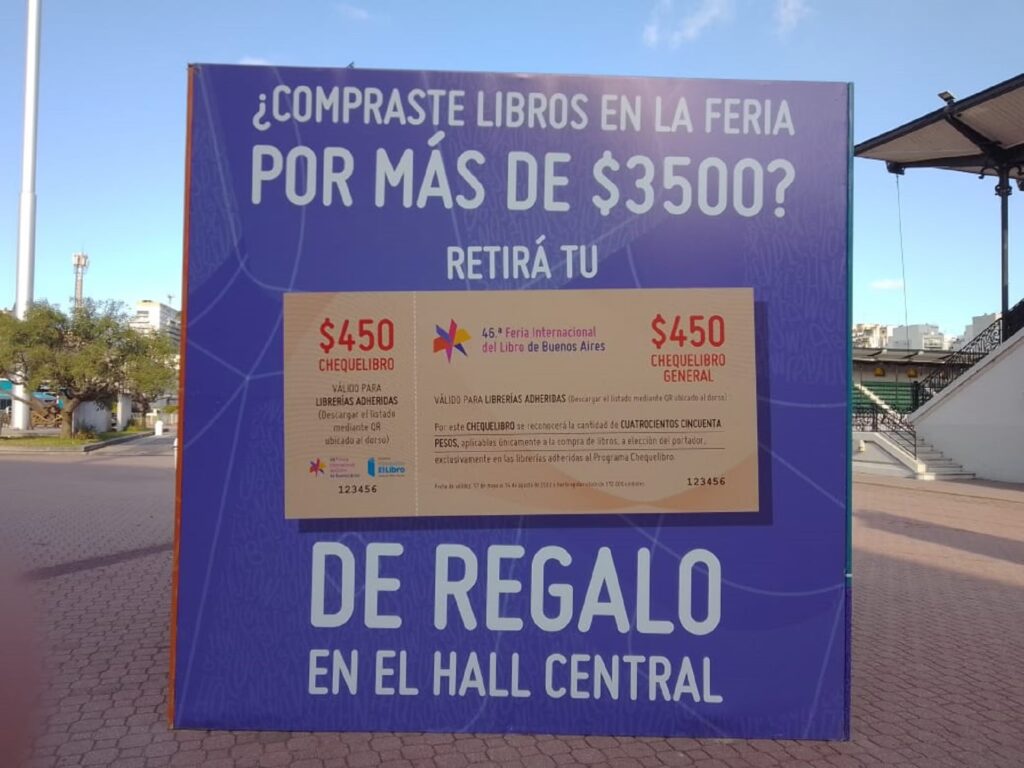 ¿COMPRASTE LIBROS EN LA FERIA
POR MÁS DE $3500?
RETIRÁ TU
$450
CHEQUELIBRO
VÁLIDO PARA
LIBRERÍAS ADHERIDAS
(Descargar el listado
mediante QR
ubicado al dorso)
El Libro
123456
46.ª Feria Internacional
del Libro de Buenos Aires
$450
CHEQUELIBRO
GENERAL
VÁLIDO PARA LIBRERÍAS ADHERIDAS (Descargar el listado mediante QR ubicado al dorso)
Por este CHEQUELIBRO se reconocerá la cantidad de CUATROCIENTOS CINCUENTA
PESOS, aplicables únicamente a la compra de libros, a elección del portador,
exclusivamente en las librerías adheridas al Programa Chequelibro.
123456
DE REGALO
EN EL HALL CENTRAL